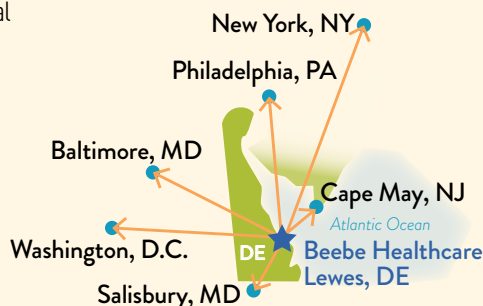 al
New York, NY
Philadelphia, PA
Baltimore, MD
Cape May, NJ
Atlantic Ocean
Washington, D.C.
DE
Beebe Healthcare
Lewes, DE
Salisbury, MD